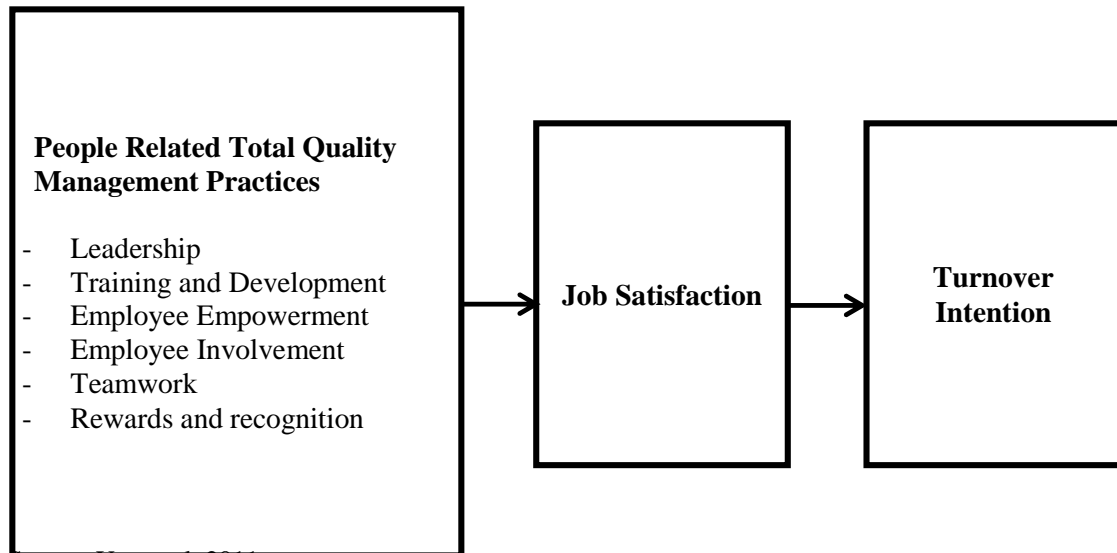 People Related Total Quality
Management Practices
- Leadership
- Training and Development
- Employee Empowerment
- Employee Involvement
- Teamwork
- Rewards and recognition
Job Satisfaction
Turnover
Intention